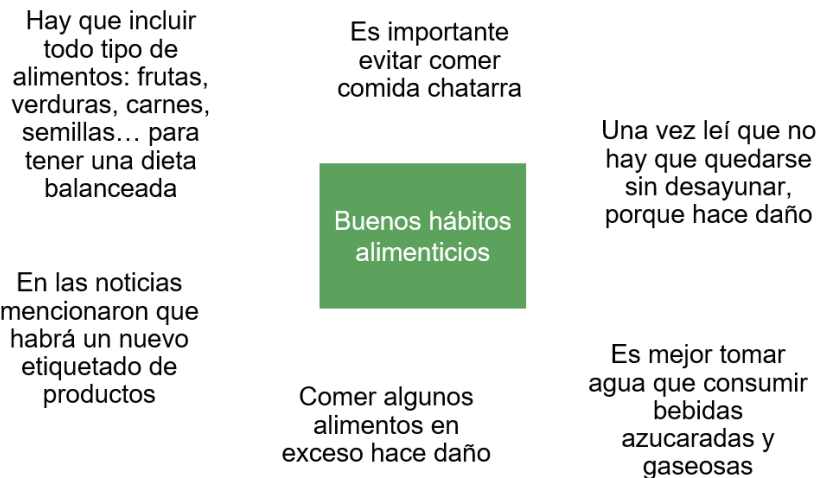 Hay que incluir
todo tipo de
alimentos: frutas,
verduras, carnes,
semillas… para
tener una dieta
balanceada
Es importante
evitar comer
comida chatarra
Una vez leí que no
hay que quedarse
sin desayunar,
porque hace daño
Buenos hábitos
alimenticios
En las noticias
mencionaron que
habrá un nuevo
etiquetado de
productos
Comer algunos
alimentos en
exceso hace daño
Es mejor tomar
agua que consumir
bebidas
azucaradas y
gaseosas